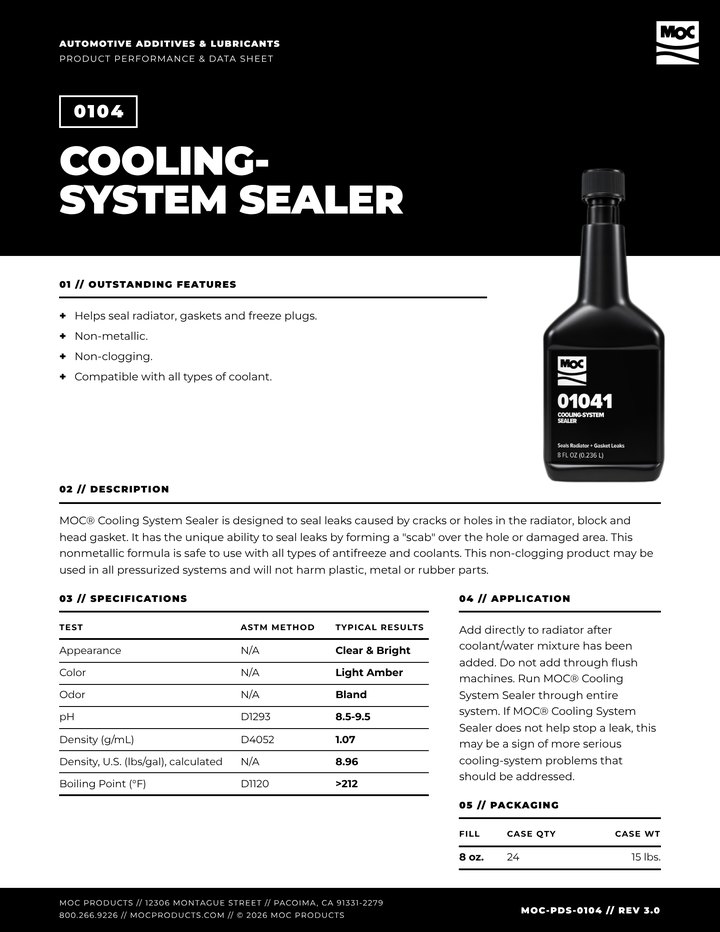 AUTOMOTIVE ADDITIVES & LUBRICANTS
PRODUCT PERFORMANCE & DATA SHEET
MOC
0104
COOLING-
SYSTEM SEALER
01 // OUTSTANDING FEATURES
+ Helps seal radiator, gaskets and freeze plugs.
+ Non-metallic.
+ Non-clogging.
+ Compatible with all types of coolant.
MOC
01041
COOLING-SYSTEM
SEALER
Seals Radiator + Gasket Leaks
8 FL OZ (0.236 L)
02 // DESCRIPTION
MOC® Cooling System Sealer is designed to seal leaks caused by cracks or holes in the radiator, block and
head gasket. It has the unique ability to seal leaks by forming a "scab" over the hole or damaged area. This
nonmetallic formula is safe to use with all types of antifreeze and coolants. This non-clogging product may be
used in all pressurized systems and will not harm plastic, metal or rubber parts.
03 // SPECIFICATIONS
TEST ASTM METHOD TYPICAL RESULTS
Appearance N/A Clear & Bright
Color N/A Light Amber
Odor N/A Bland
pH D1293 8.5-9.5
Density (g/mL) D4052 1.07
Density, U.S. (lbs/gal), calculated N/A 8.96
Boiling Point (°F) D1120 >212
04 // APPLICATION
Add directly to radiator after
coolant/water mixture has been
added. Do not add through flush
machines. Run MOC® Cooling
System Sealer through entire
system. If MOC® Cooling System
Sealer does not help stop a leak, this
may be a sign of more serious
cooling-system problems that
should be addressed.
05 // PACKAGING
FILL CASE QTY CASE WT
8 oz. 24 15 lbs.
MOC PRODUCTS // 12306 MONTAGUE STREET // PACOIMA, CA 91331-2279
800.266.9226 // MOCPRODUCTS.COM // © 2026 MOC PRODUCTS
MOC-PDS-0104 // REV 3.0